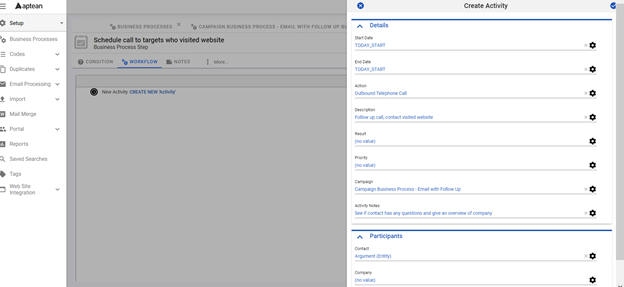 aptean
Create Activity
Setup
BUSINESS PROCESSES
CAMPAIGN BUSINESS PROCESS - EMAIL WITH FOLLOW UP BU
Business Processes
Codes
Duplicates
Email Processing
Import
Mail Merge
Portal
Reports
Saved Searches
Tags
Web Site
Integration
Schedule call to targets who visited website
Business Process Step
CONDITION
WORKFLOW
NOTES
More...
New Activity CREATE NEW 'Activity'
Details
Start Date
TODAY_START
End Date
TODAY_START
Action
Outbound Telephone Call
Description
Follow up call, contact visited website
Result
(no value)
Priority
(no value)
Campaign
Campaign Business Process - Email with Follow Up
Activity Notes
See if contact has any questions and give an overview of company
Participants
Contact
Argument (Entity)
Company
(no value)